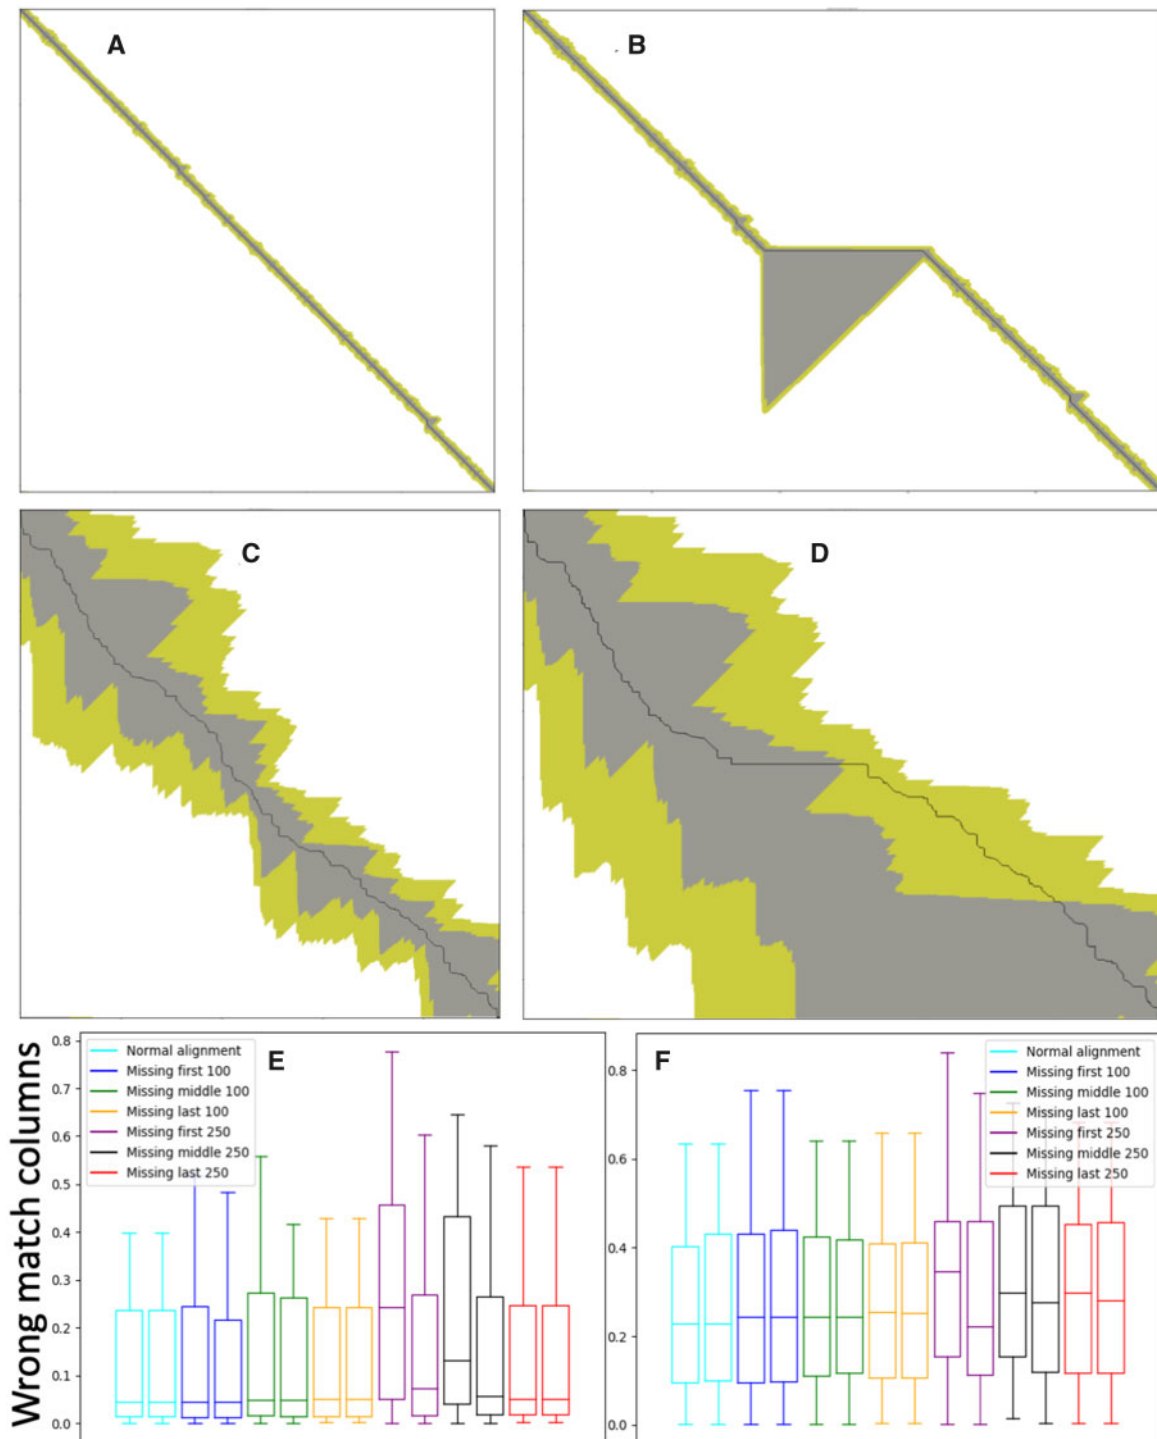 A
B
C
D
Wrong match columns
E
0.8
0.7
0.6
0.5
0.4
0.3
0.2
0.1
0.0
Normal alignment
Missing first 100
Missing middle 100
Missing last 100
Missing first 250
Missing middle 250
Missing last 250
F
0.8
0.6
0.4
0.2
0.0
Normal alignment
Missing first 100
Missing middle 100
Missing last 100
Missing first 250
Missing middle 250
Missing last 250